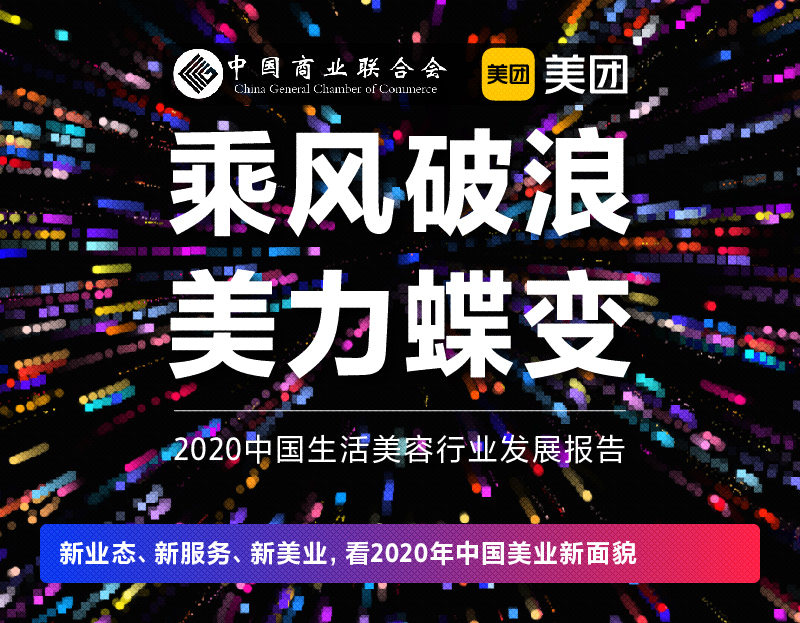 中国商业联合会
China General Chamber of Commerce
美团 美团
乘风破浪
美力蝶变
2020中国生活美容行业发展报告
新业态、新服务、新美业，看2020年中国美业新面貌